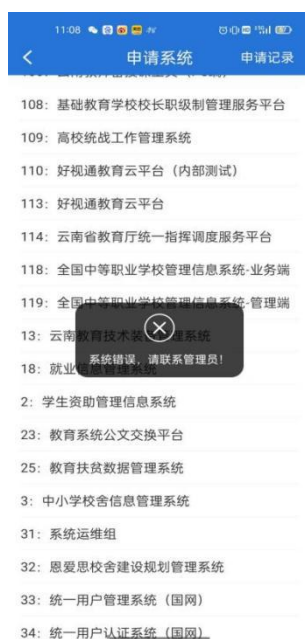 11:08
申请系统
申请记录
108：基础教育学校校长职级制管理服务平台
109：高校统战工作管理系统
110：好视通教育云平台（内部测试）
113：好视通教育云平台
114：云南省教育厅统一指挥调度服务平台
118：全国中等职业学校管理信息系统-业务端
119：全国中等职业学校管理信息系统-管理端
13：云南教育技术装备管理系统
系统错误，请联系管理员！
18：就业信息管理系统
2：学生资助管理信息系统
23：教育系统公文交换平台
25：教育扶贫数据管理系统
3：中小学校舍信息管理系统
31：系统运维组
32：恩爱思校舍建设规划管理系统
33：统一用户管理系统（国网）
34：统一用户认证系统（国网）